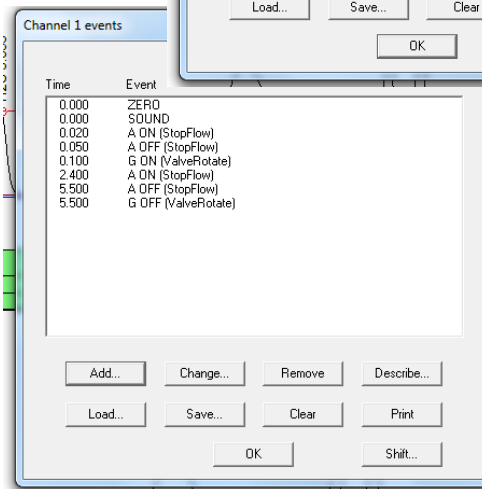 Load... Save... Clear
OK
Channel 1 events
Time Event
0.000 ZERO
0.000 SOUND
0.020 A ON (StopFlow)
0.050 A OFF (StopFlow)
0.100 G ON (ValveRotate)
2.400 A ON (StopFlow)
5.500 A OFF (StopFlow)
5.500 G OFF (ValveRotate)
Add... Change... Remove Describe...
Load... Save... Clear Print
OK Shift...